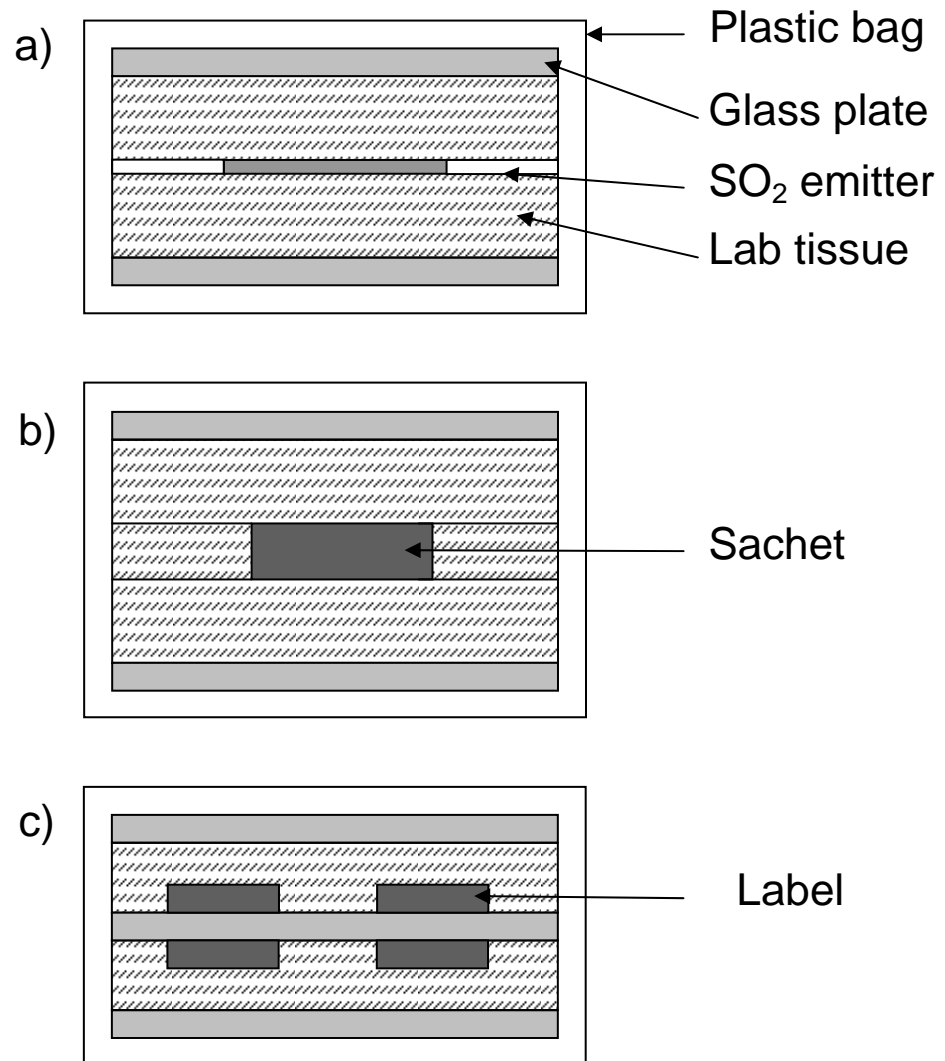 a)
Plastic bag
Glass plate
SO₂ emitter
Lab tissue
b)
Sachet
c)
Label